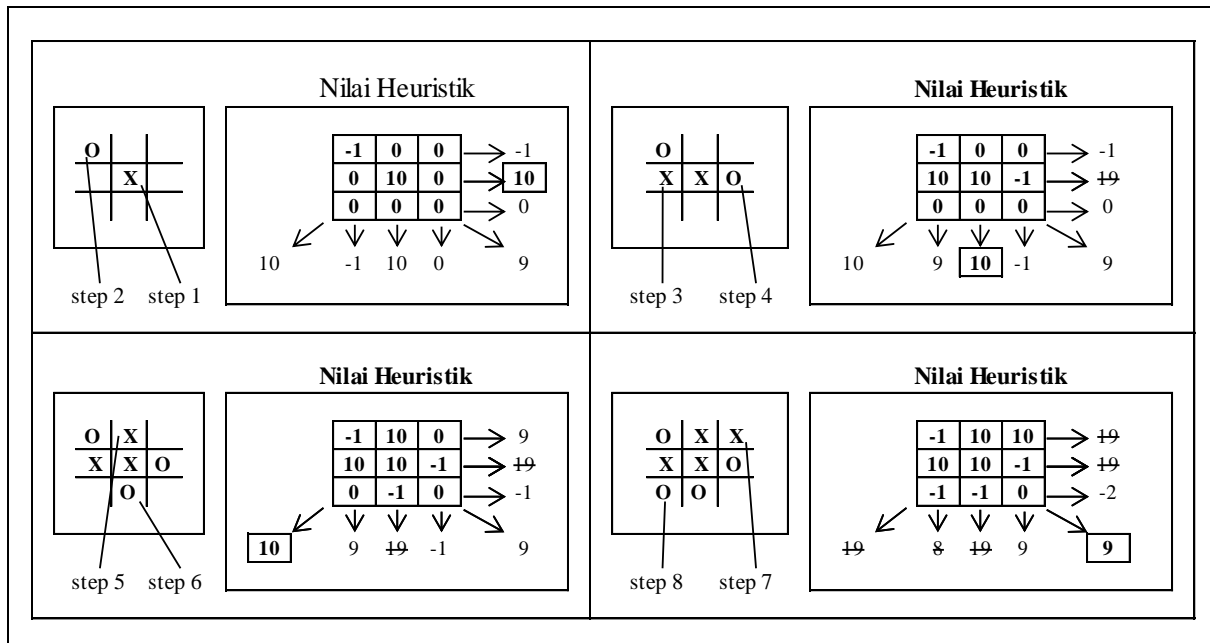 Nilai Heuristik
O
X
-1 0 0 -1
0 10 0 10
0 0 0 0
10 -1 10 0 9
step 2 step 1
Nilai Heuristik
O
X X O
-1 0 0 -1
10 10 -1 19
0 0 0 0
10 9 10 -1 9
step 3 step 4
Nilai Heuristik
O X
X X O
O
-1 10 0 9
10 10 -1 19
0 -1 0 -1
10 9 19 -1 9
step 5 step 6
Nilai Heuristik
O X X
X X O
O O
-1 10 10 19
10 10 -1 19
-1 -1 0 -2
19 8 19 9 9
step 8 step 7